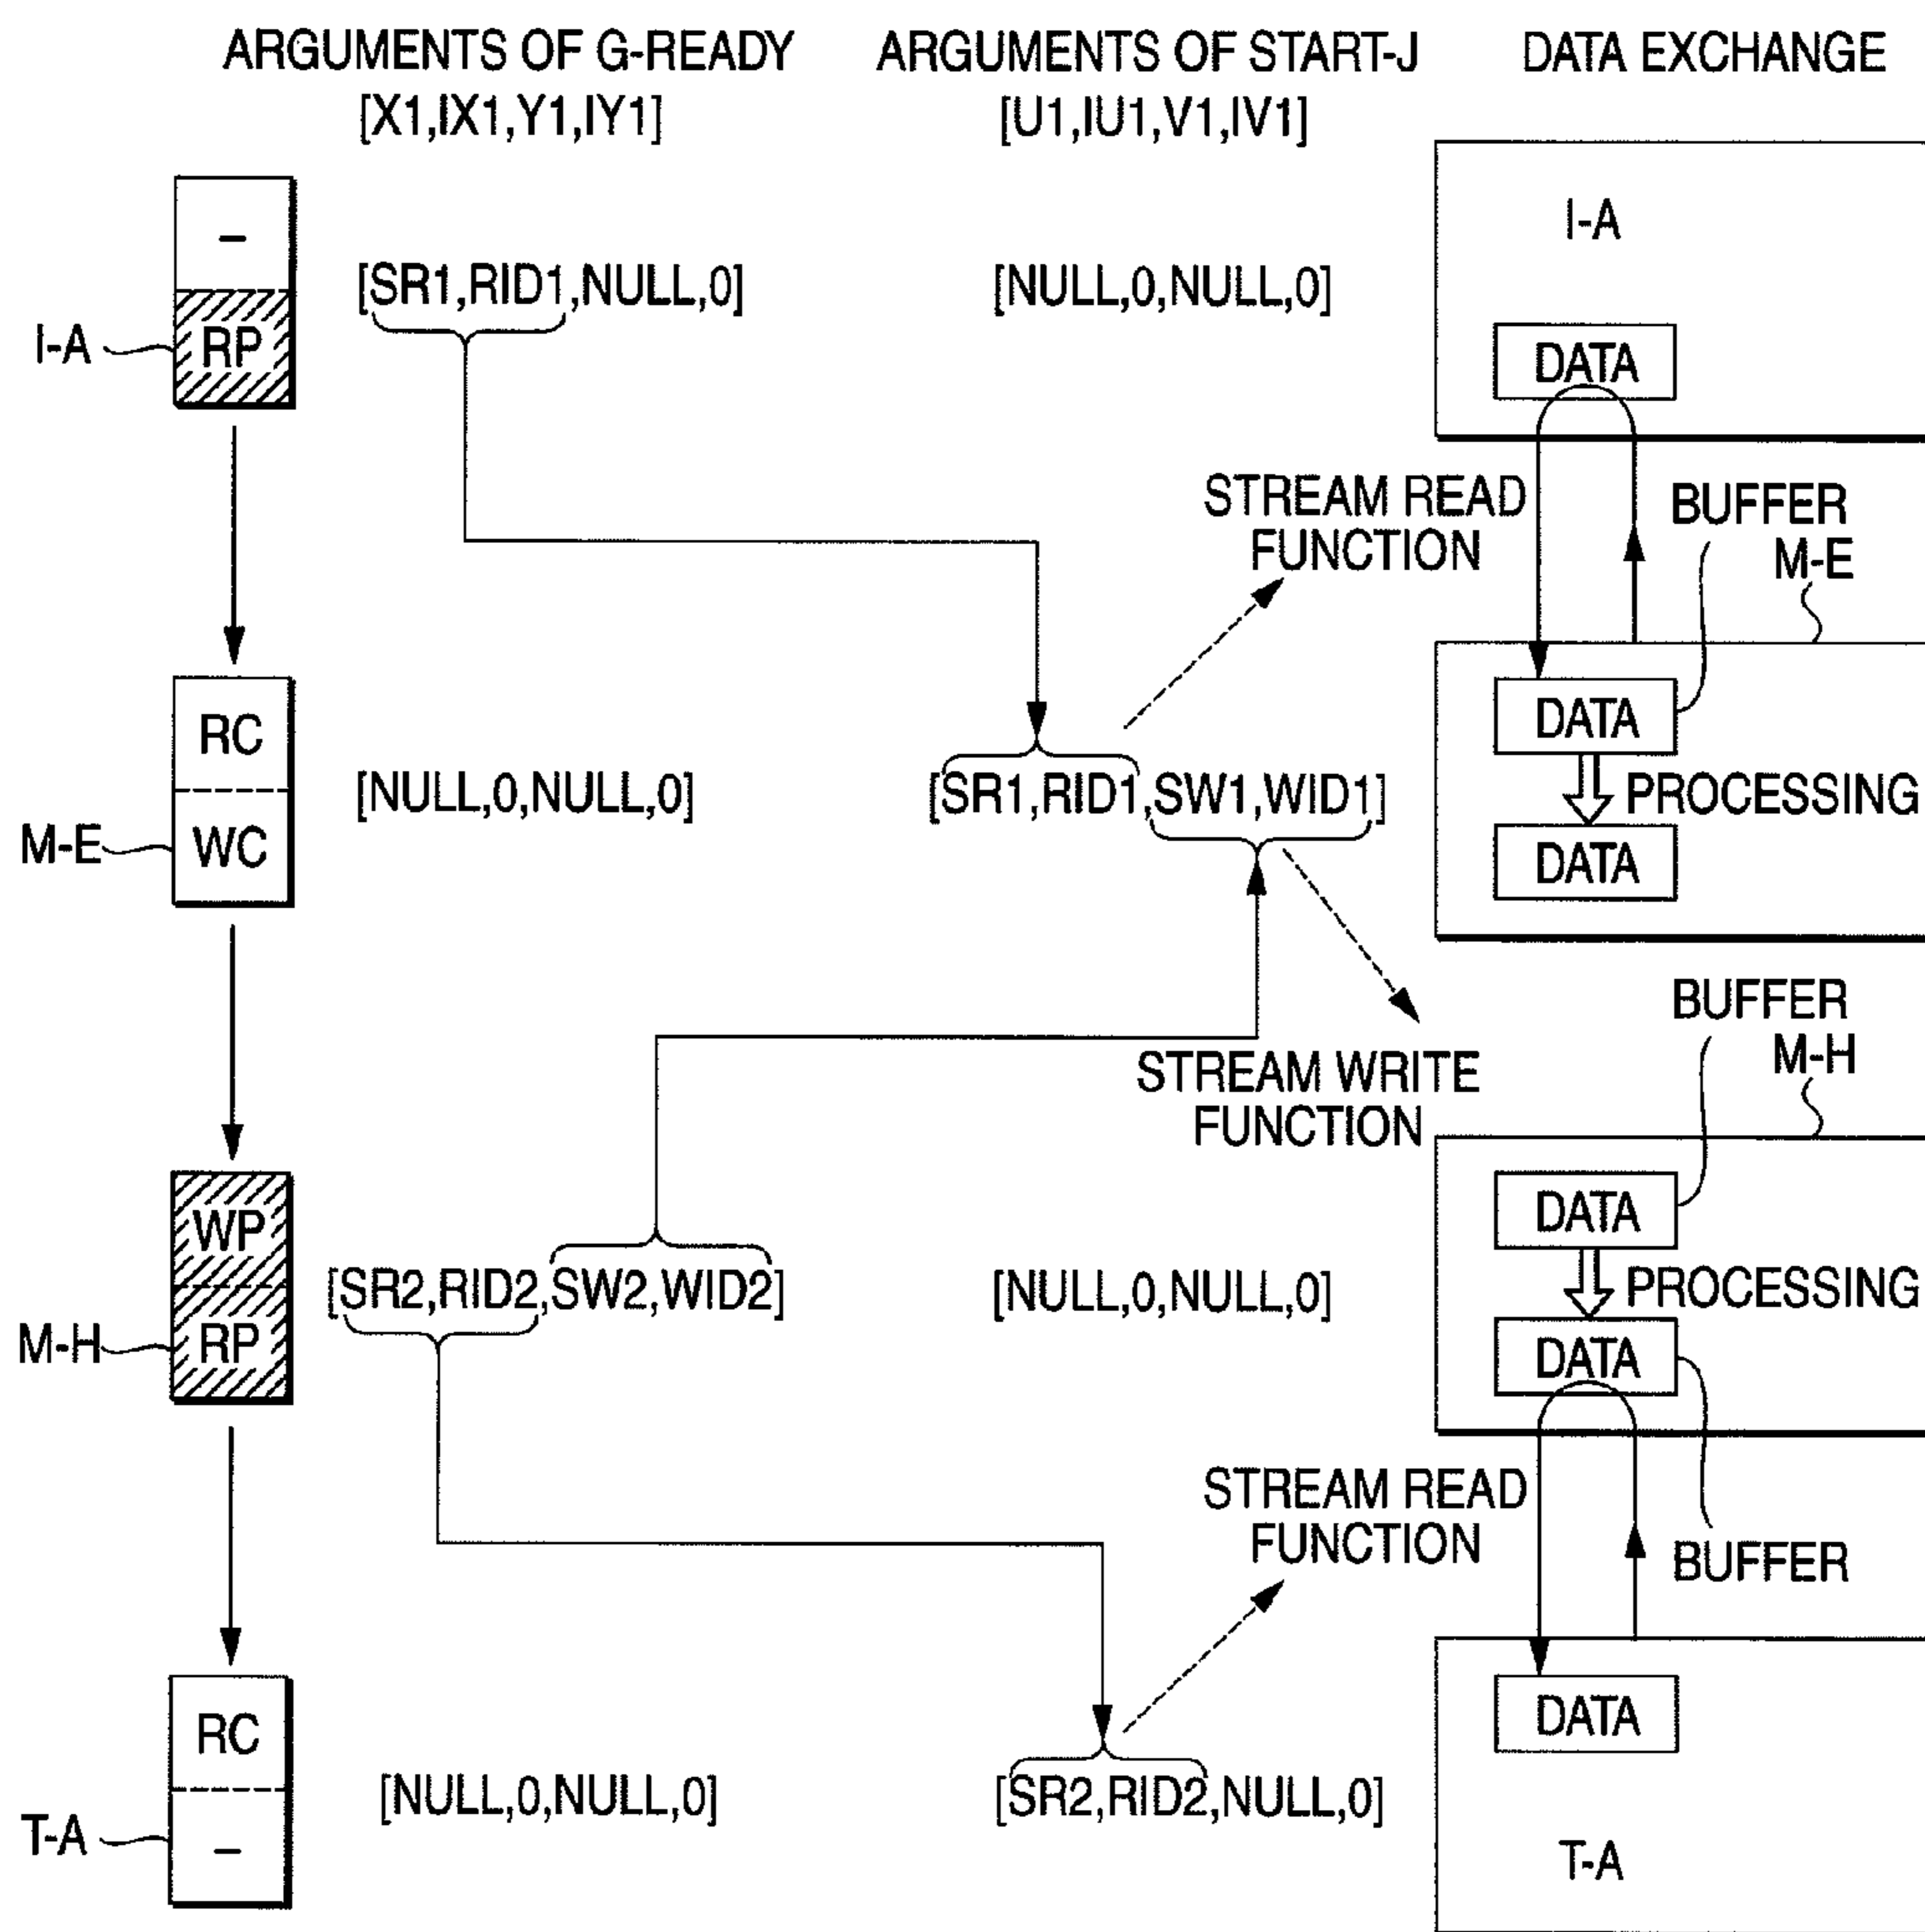 ARGUMENTS OF G-READY
[X1,IX1,Y1,IY1]
ARGUMENTS OF START-J
[U1,IU1,V1,IV1]
DATA EXCHANGE
–
RP
I-A
[SR1,RID1,NULL,0]
[NULL,0,NULL,0]
I-A
DATA
STREAM READ
FUNCTION
BUFFER
M-E
RC
WC
M-E
[NULL,0,NULL,0]
[SR1,RID1,SW1,WID1]
DATA
PROCESSING
DATA
STREAM WRITE
FUNCTION
BUFFER
M-H
WP
RP
M-H
[SR2,RID2,SW2,WID2]
[NULL,0,NULL,0]
DATA
PROCESSING
DATA
STREAM READ
FUNCTION
BUFFER
RC
–
T-A
[NULL,0,NULL,0]
[SR2,RID2,NULL,0]
DATA
T-A